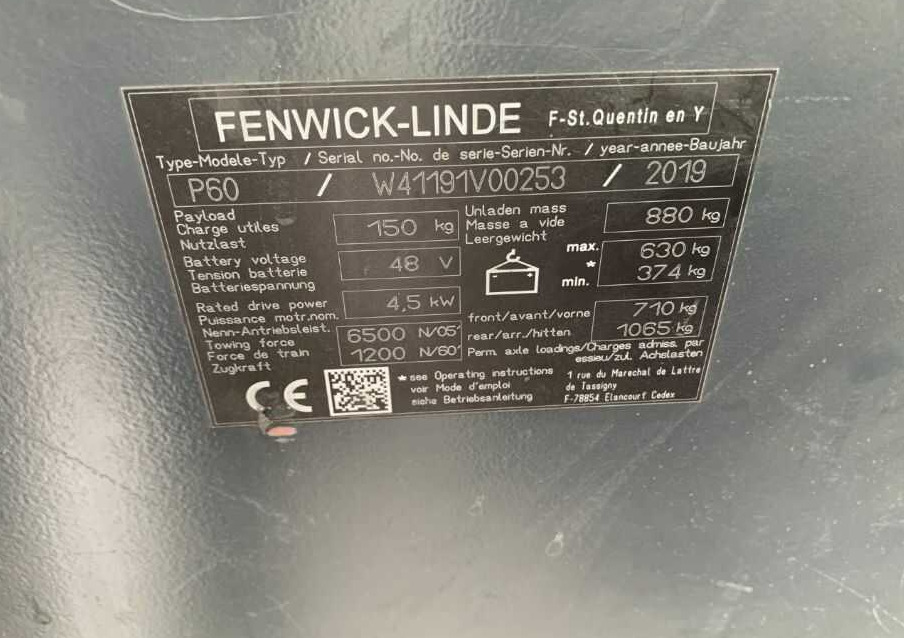 FENWICK-LINDE F-St.Quentin en Y
Type-Modele-Typ / Serial no.-No. de serie-Serien-Nr. / year-annee-Baujahr
P60 / W41191V00253 / 2019
Payload
Charge utiles
Nutzlast
150 kg
Unladen mass
Masse a vide
Leergewicht
880 kg
Battery voltage
Tension batterie
Batteriespannung
48 V
max. 630 kg
*
min. 374 kg
Rated drive power
Puissance motr.nom.
Nenn-Antriebsleist.
4,5 kW
front/avant/vorne 710 kg
rear/arr./hitten 1065 kg
Towing force
Force de train
Zugkraft
6500 N/05'
1200 N/60'
Perm. axle loadings/Charges admiss. par
essieu/zul. Achslasten
CE
* see Operating instructions
voir Mode d'emploi
siehe Betriebsanleitung
1 rue du Marechal de Lattre
de Tassigny
F-78854 Elancourt Cedex